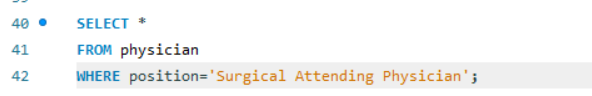 40 SELECT *
41 FROM physician
42 WHERE position='Surgical Attending Physician';